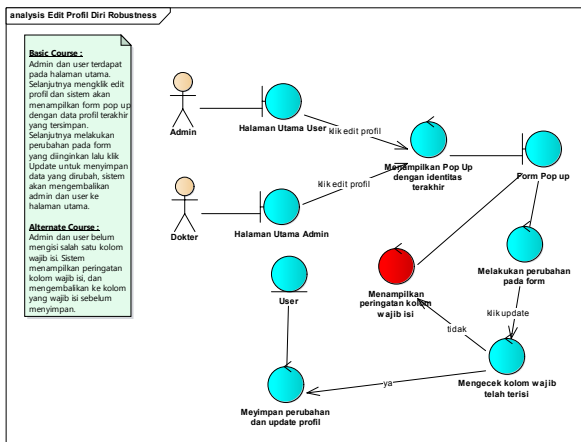 analysis Edit Profil Diri Robustness
Basic Course :
Admin dan user terdapat
pada halaman utama.
Selanjutnya mengklik edit
profil dan sistem akan
menampilkan form pop up
dengan data profil terakhir
yang tersimpan.
Selanjutnya melakukan
perubahan pada form
yang diinginkan lalu klik
Update untuk menyimpan
data yang dirubah, sistem
akan mengembalikan
admin dan user ke
halaman utama.
Alternate Course :
Admin dan user belum
mengisi salah satu kolom
wajib isi. Sistem
menampilkan peringatan
kolom wajib isi, dan
mengembalikan ke kolom
yang wajib isi sebelum
menyimpan.
Admin
Halaman Utama User
klik edit profil
Menampilkan Pop Up
dengan identitas
terakhir
Form Pop up
Dokter
Halaman Utama Admin
klik edit profil
User
Menampilkan
peringatan kolom
wajib isi
Melakukan perubahan
pada form
klik update
tidak
Mengecek kolom wajib
telah terisi
ya
Meyimpan perubahan
dan update profil